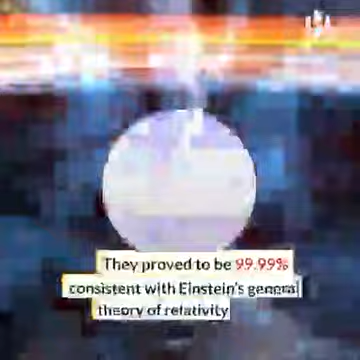 They proved to be 99.99%
consistent with Einstein's general
theory of relativity